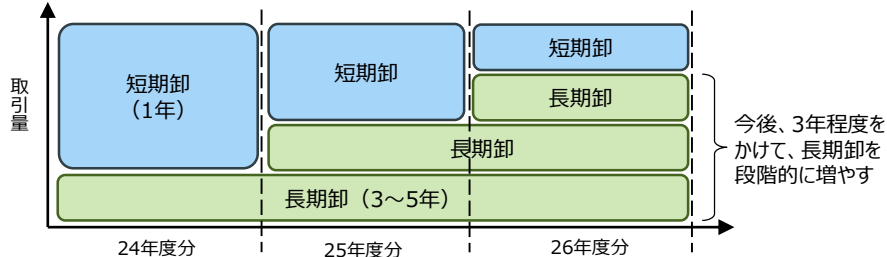 取引量
短期卸
（1年）
短期卸
短期卸
長期卸
長期卸
長期卸（3～5年）
今後、3年程度を
かけて、長期卸を
段階的に増やす
24年度分
25年度分
26年度分